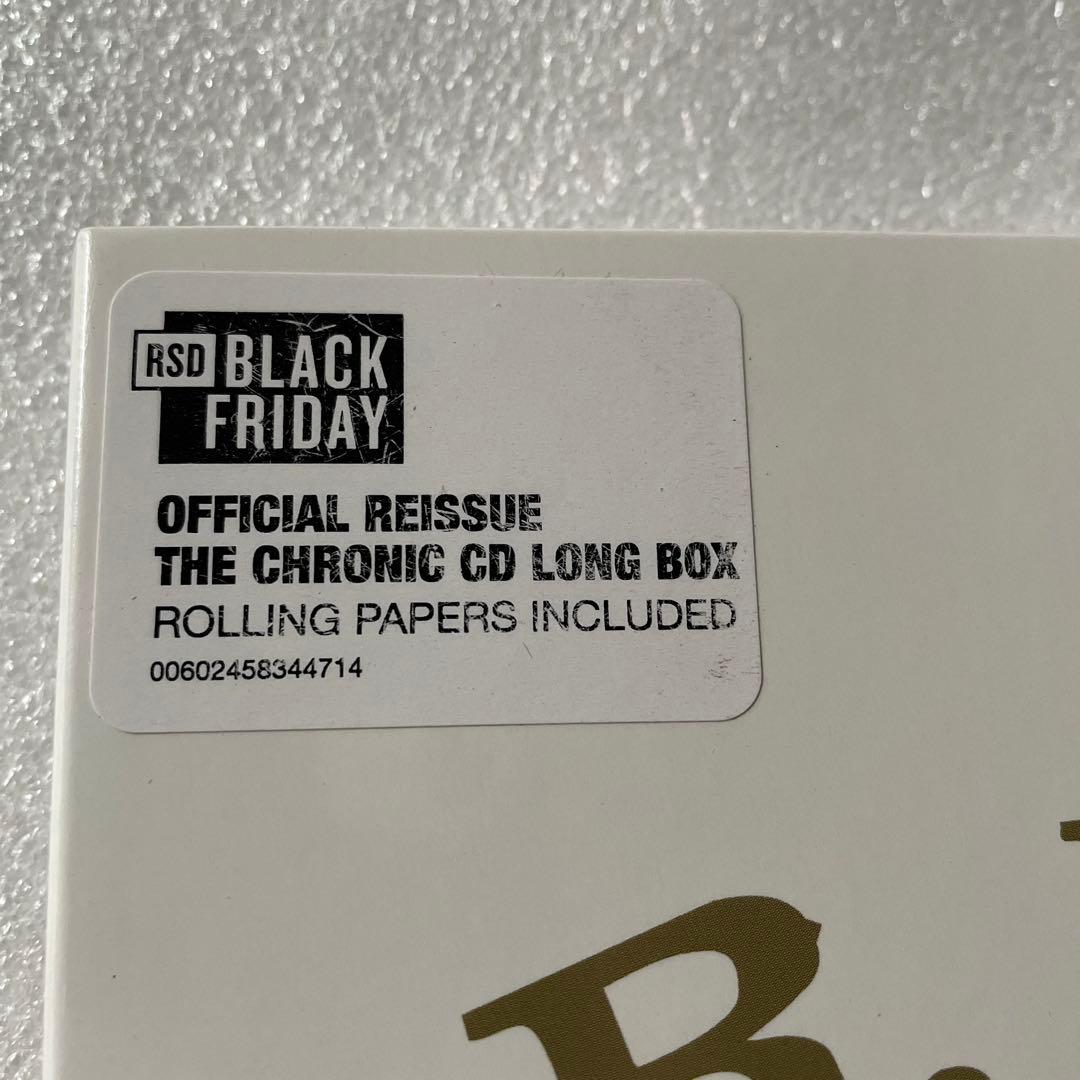 RSD BLACK
FRIDAY
OFFICIAL REISSUE
THE CHRONIC CD LONG BOX
ROLLING PAPERS INCLUDED
00602458344714
R